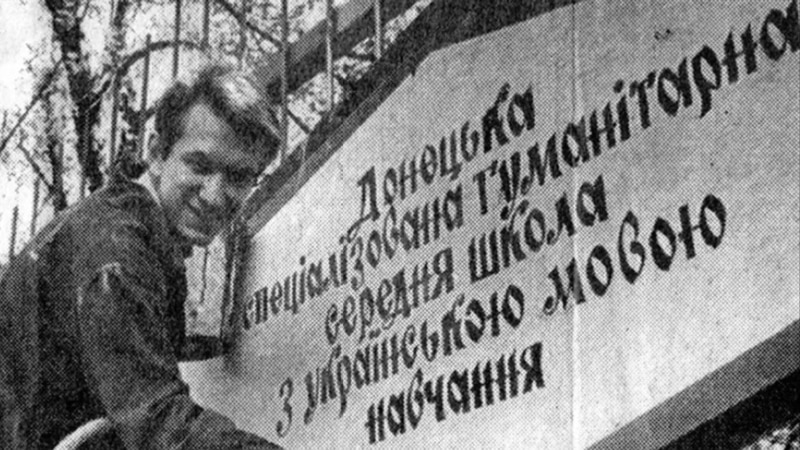 Донецька
спеціалізована гуманітарна
середня школа
з українською мовою
навчання